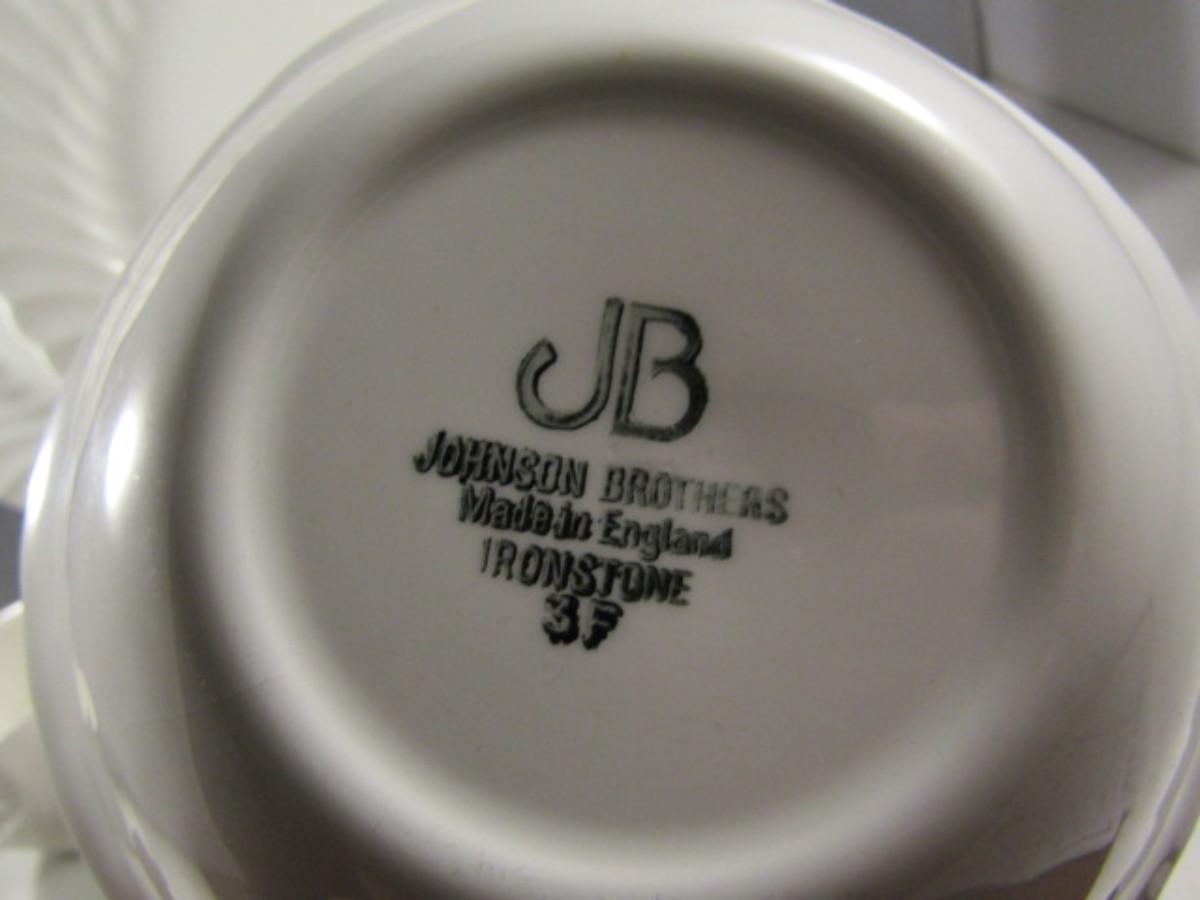 JB
JOHNSON BROTHERS
Made in England
IRONSTONE
3F